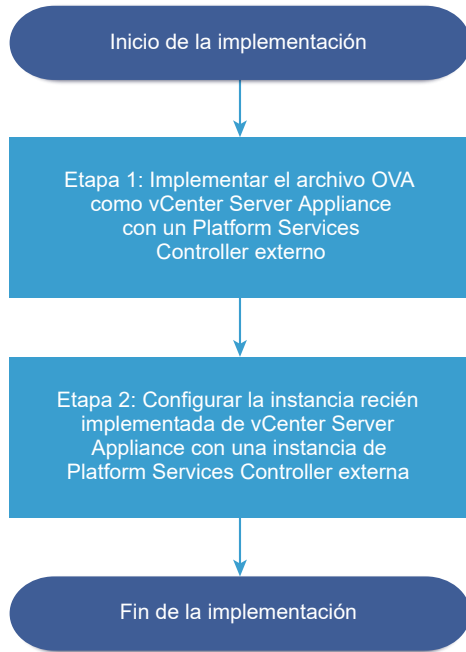 Inicio de la implementación
Etapa 1: Implementar el archivo OVA
como vCenter Server Appliance
con un Platform Services
Controller externo
Etapa 2: Configurar la instancia recién
implementada de vCenter Server
Appliance con una instancia de
Platform Services Controller externa
Fin de la implementación